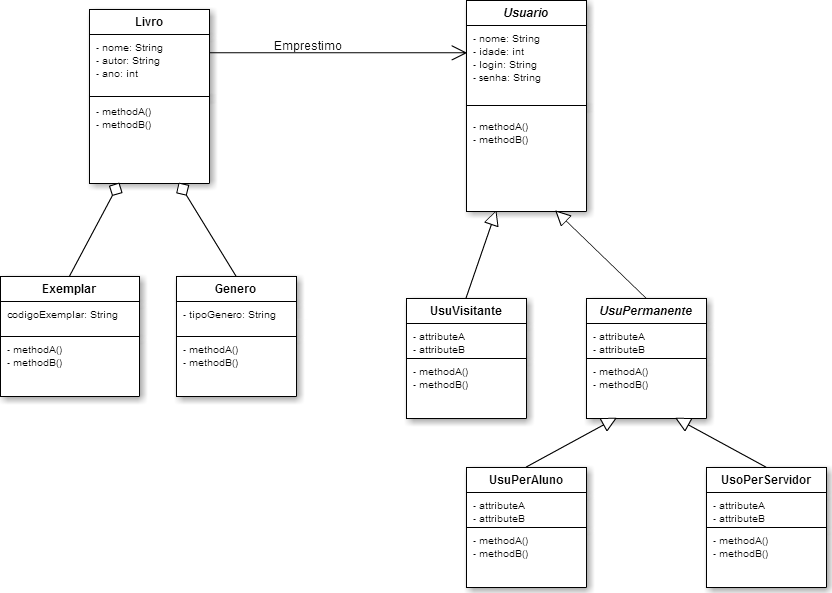 Livro
- nome: String
- autor: String
- ano: int
- methodA()
- methodB()
Emprestimo
Usuario
- nome: String
- idade: int
- login: String
- senha: String
- methodA()
- methodB()
Exemplar
codigoExemplar: String
- methodA()
- methodB()
Genero
- tipoGenero: String
- methodA()
- methodB()
UsuVisitante
- attributeA
- attributeB
- methodA()
- methodB()
UsuPermanente
- attributeA
- attributeB
- methodA()
- methodB()
UsuPerAluno
- attributeA
- attributeB
- methodA()
- methodB()
UsoPerServidor
- attributeA
- attributeB
- methodA()
- methodB()